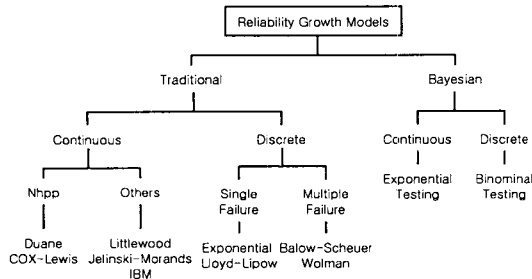 Reliability Growth Models
Traditional
Bayesian
Continuous
Discrete
Continuous
Discrete
Nhpp
Others
Single
Failure
Multiple
Failure
Exponential
Testing
Binominal
Testing
Duane
COX-Lewis
Littlewood
Jelinski-Morands
IBM
Exponential
Lloyd-Lipow
Balow-Scheuer
Wolman